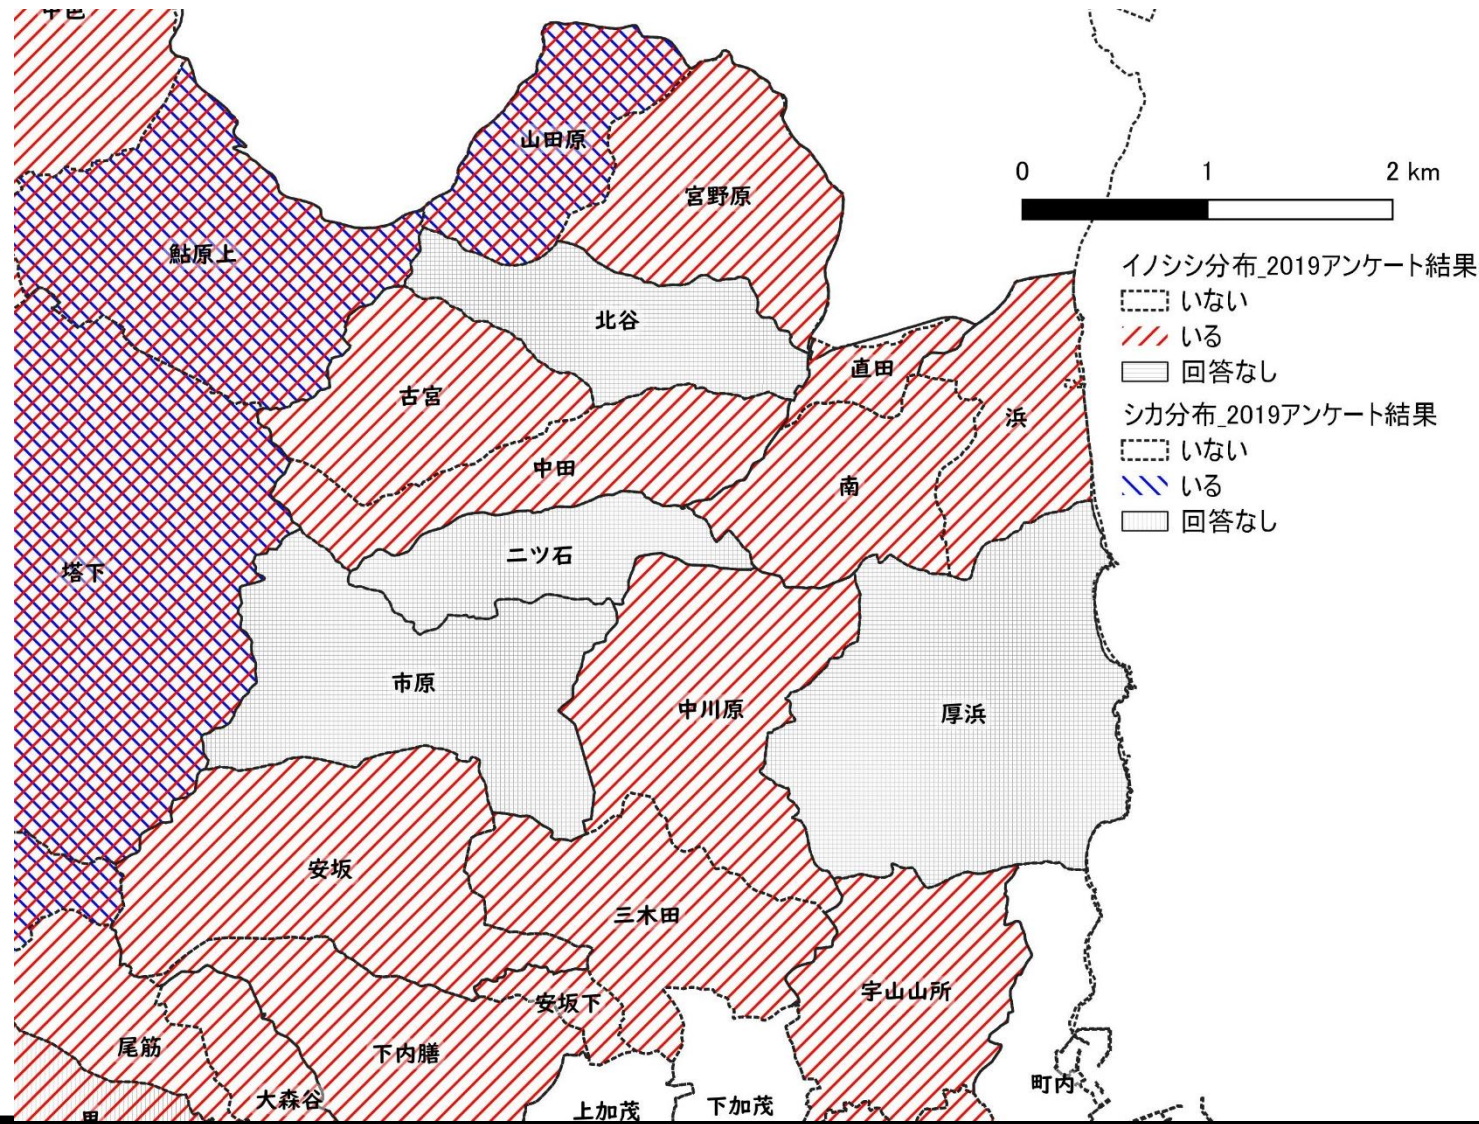 中邑
山田原
宮野原
鮎原上
北谷
直田
古宮
浜
中田
南
二ツ石
塔下
市原
中川原
厚浜
安坂
三木田
宇山山所
安坂下
尾筋
下内膳
大森谷
上加茂
下加茂
町内
0 1 2 km
イノシシ分布_2019アンケート結果
いない
いる
回答なし
シカ分布_2019アンケート結果
いない
いる
回答なし